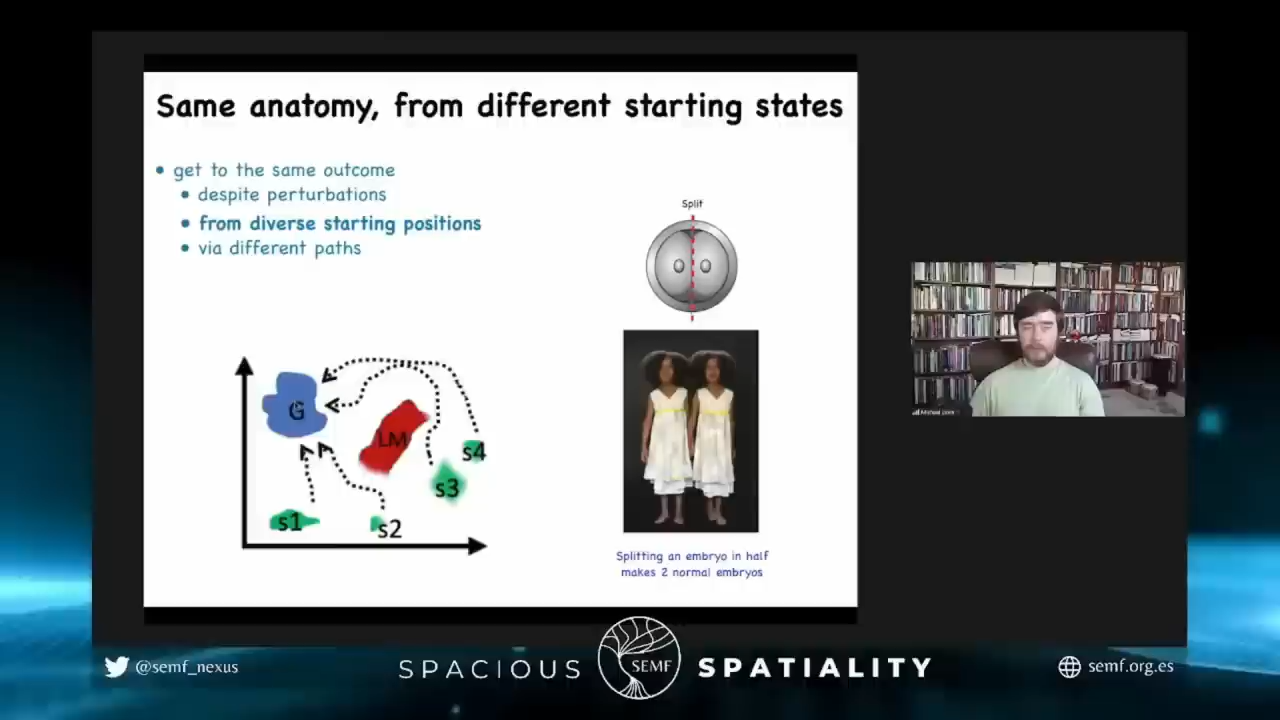 Same anatomy, from different starting states
• get to the same outcome
• despite perturbations
• from diverse starting positions
• via different paths
Split
G
LM
s4
s3
s1
s2
Splitting an embryo in half
makes 2 normal embryos
Michael Levin
@semf_nexus
SPACIOUS
SEMF
SPATIALITY
semf.org.es